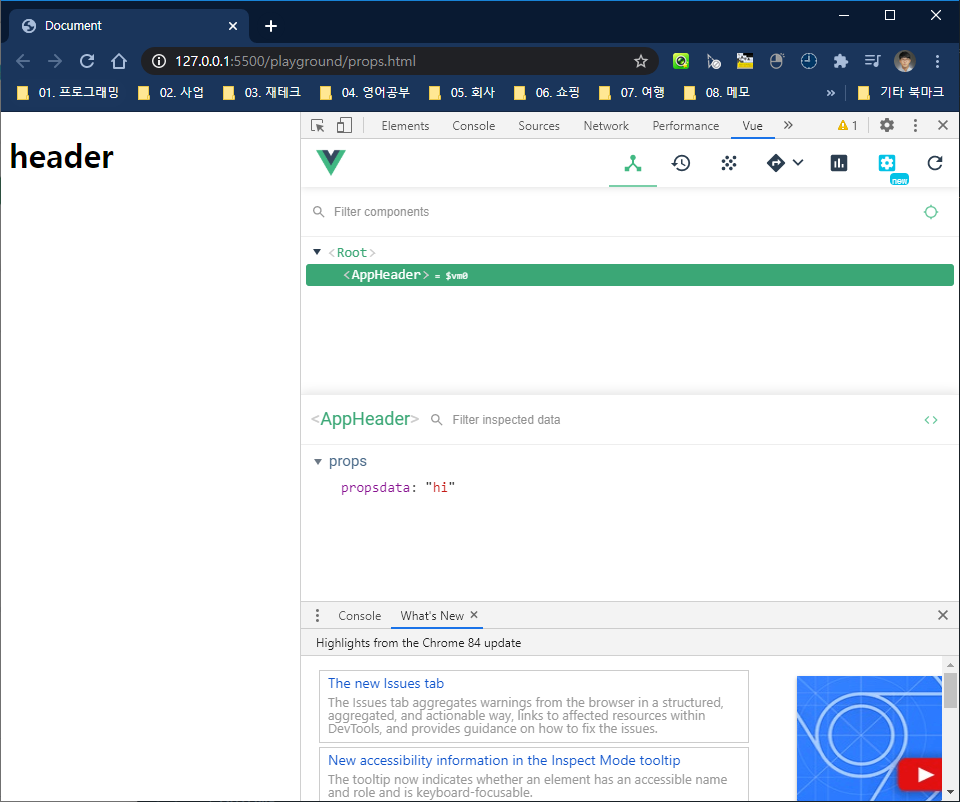 Document
127.0.0.1:5500/playground/props.html
01. 프로그래밍 02. 사업 03. 재테크 04. 영어공부 05. 회사 06. 쇼핑 07. 여행 08. 메모 » 기타 북마크
Elements Console Sources Network Performance Vue » 1
header
new
Filter components
<Root>
<AppHeader> = $vm0
<AppHeader> Filter inspected data
props
propsdata: "hi"
Console What's New
Highlights from the Chrome 84 update
The new Issues tab
The Issues tab aggregates warnings from the browser in a structured,
aggregated, and actionable way, links to affected resources within
DevTools, and provides guidance on how to fix the issues.
New accessibility information in the Inspect Mode tooltip
The tooltip now indicates whether an element has an accessible name
and role and is keyboard-focusable.